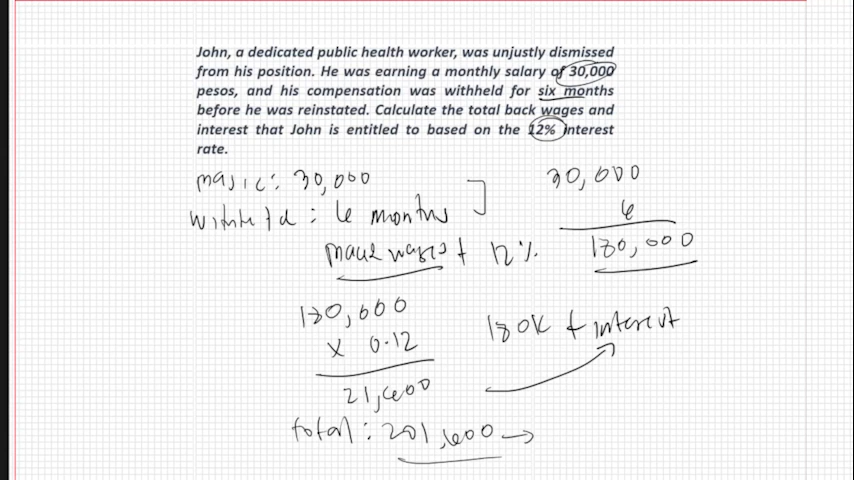 John, a dedicated public health worker, was unjustly dismissed
from his position. He was earning a monthly salary of 30,000
pesos, and his compensation was withheld for six months
before he was reinstated. Calculate the total back wages and
interest that John is entitled to based on the 12% interest
rate.
basic: 30,000
30,000
withheld: 6 months
6
back wages + 12%
180,000
180,000
x 0.12
180K + interest
21,600
total: 201,600